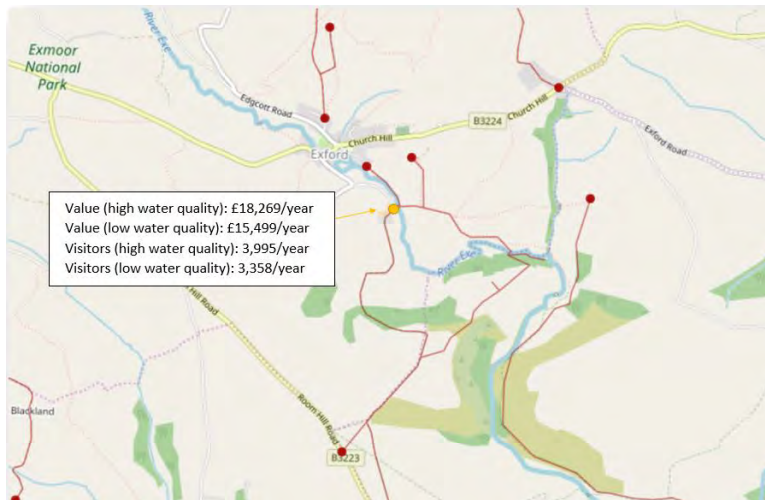 River Exe
Exmoor
National
Park
Edgcott Road
Church Hill
B3224
Church Hill
Exford Road
Exford
Value (high water quality): £18,269/year
Value (low water quality): £15,499/year
Visitors (high water quality): 3,995/year
Visitors (low water quality): 3,358/year
River Exe
Hill Road
Room Hill Road
Blackland
B3223